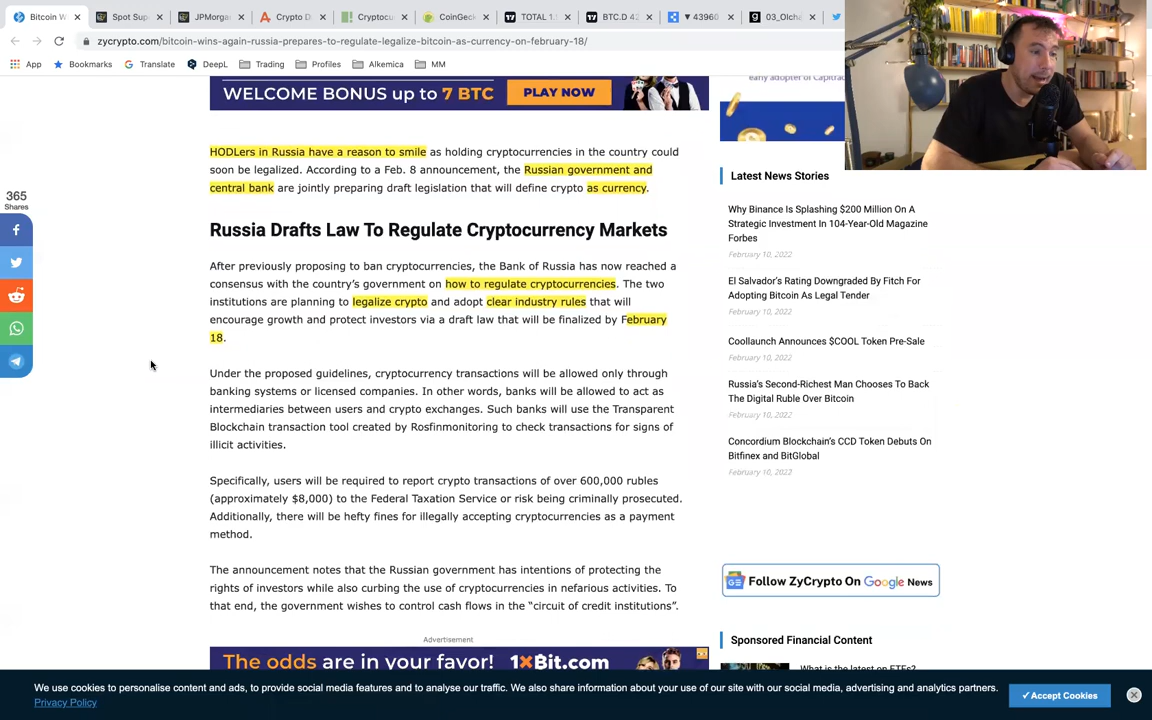 Bitcoin W
Spot Sup
JPMorga
Crypto D
Cryptocu
CoinGeck
TOTAL 1.
BTC.D 42
▼ 43960
03_Olcha
zycrypto.com/bitcoin-wins-again-russia-prepares-to-regulate-legalize-bitcoin-as-currency-on-february-18/
App
Bookmarks
Translate
DeepL
Trading
Profiles
Alkemica
MM
WELCOME BONUS up to 7 BTC
PLAY NOW
early adopter of Capitrad
HODLers in Russia have a reason to smile as holding cryptocurrencies in the country could
soon be legalized. According to a Feb. 8 announcement, the Russian government and
central bank are jointly preparing draft legislation that will define crypto as currency.
365
Shares
Russia Drafts Law To Regulate Cryptocurrency Markets
After previously proposing to ban cryptocurrencies, the Bank of Russia has now reached a
consensus with the country's government on how to regulate cryptocurrencies. The two
institutions are planning to legalize crypto and adopt clear industry rules that will
encourage growth and protect investors via a draft law that will be finalized by February
18.
Under the proposed guidelines, cryptocurrency transactions will be allowed only through
banking systems or licensed companies. In other words, banks will be allowed to act as
intermediaries between users and crypto exchanges. Such banks will use the Transparent
Blockchain transaction tool created by Rosfinmonitoring to check transactions for signs of
illicit activities.
Specifically, users will be required to report crypto transactions of over 600,000 rubles
(approximately $8,000) to the Federal Taxation Service or risk being criminally prosecuted.
Additionally, there will be hefty fines for illegally accepting cryptocurrencies as a payment
method.
The announcement notes that the Russian government has intentions of protecting the
rights of investors while also curbing the use of cryptocurrencies in nefarious activities. To
that end, the government wishes to control cash flows in the “circuit of credit institutions”.
Advertisement
The odds are in your favor! 1XBit.com
Latest News Stories
Why Binance Is Splashing $200 Million On A
Strategic Investment In 104-Year-Old Magazine
Forbes
February 10, 2022
El Salvador's Rating Downgraded By Fitch For
Adopting Bitcoin As Legal Tender
February 10, 2022
Coollaunch Announces $COOL Token Pre-Sale
February 10, 2022
Russia's Second-Richest Man Chooses To Back
The Digital Ruble Over Bitcoin
February 10, 2022
Concordium Blockchain's CCD Token Debuts On
Bitfinex and BitGlobal
February 10, 2022
Follow ZyCrypto On Google News
Sponsored Financial Content
What is the latest on ETFs?
We use cookies to personalise content and ads, to provide social media features and to analyse our traffic. We also share information about your use of our site with our social media, advertising and analytics partners.
Privacy Policy
✓Accept Cookies